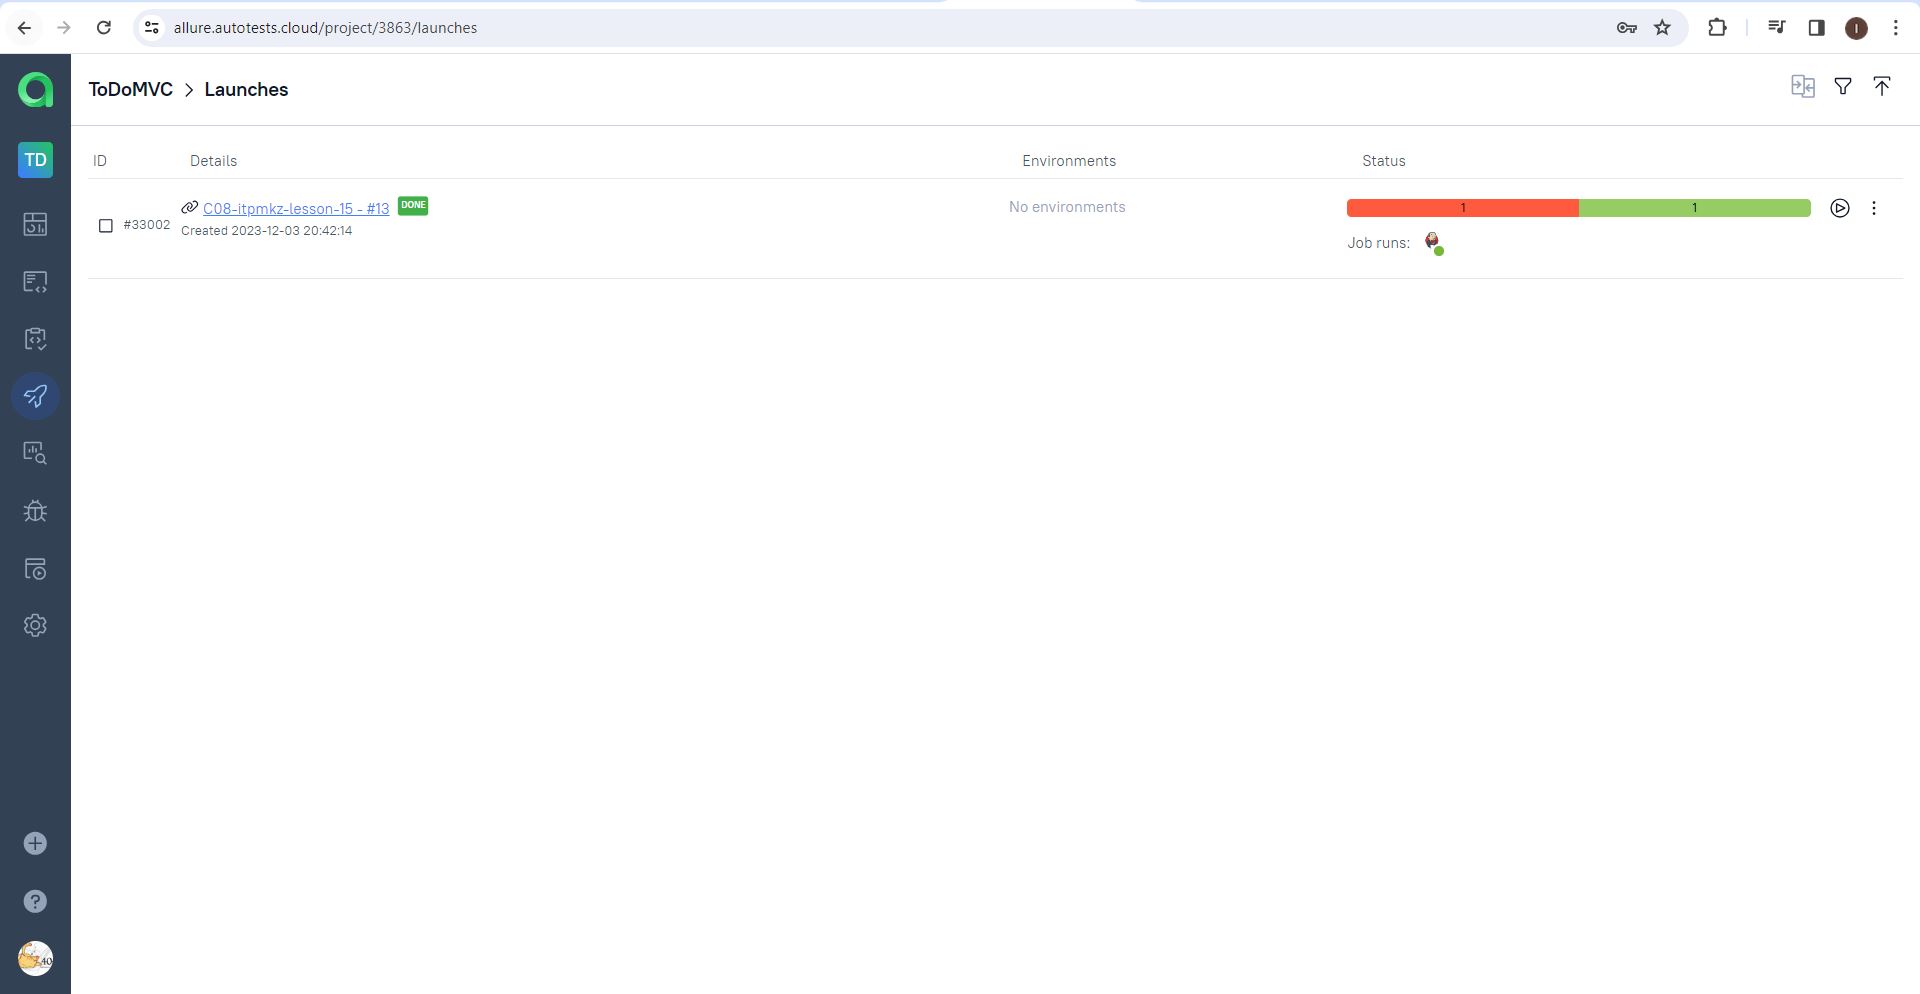 allure.autotests.cloud/project/3863/launches
I
ToDoMVC > Launches
TD
ID Details Environments Status
#33002 C08-itpmkz-lesson-15 - #13 DONE No environments 1 1
Created 2023-12-03 20:42:14 Job runs:
40